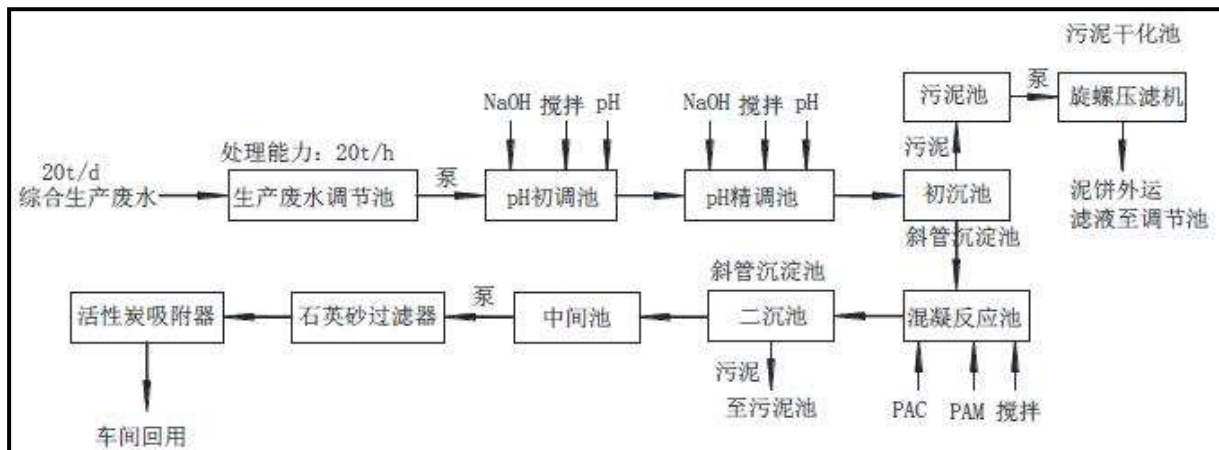 污泥干化池
NaOH 搅拌 pH
NaOH 搅拌 pH
污泥池
泵
旋螺压滤机
处理能力：20t/h
污泥
20t/d
综合生产废水
生产废水调节池
泵
pH初调池
pH精调池
初沉池
泥饼外运
滤液至调节池
斜管沉淀池
斜管沉淀池
活性炭吸附器
石英砂过滤器
泵
中间池
二沉池
混凝反应池
污泥
至污泥池
PAC
PAM 搅拌
车间回用